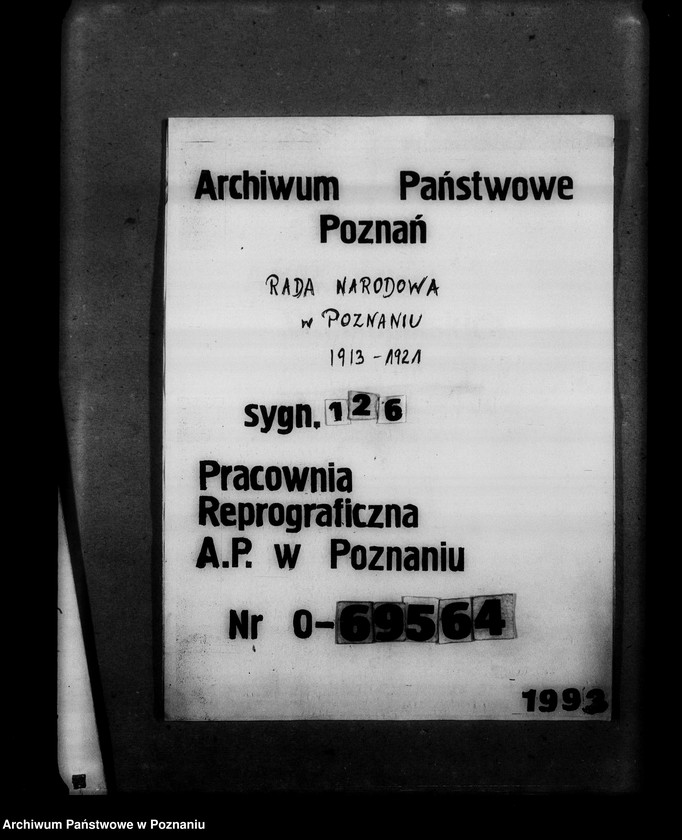 Archiwum Państwowe
Poznań
RADA NARODOWA
w POZNANIU
1913-1921
sygn. 126
Pracownia
Reprograficzna
A.P. w Poznaniu
Nr 0-69564
1993
Archiwum Państwowe w Poznaniu